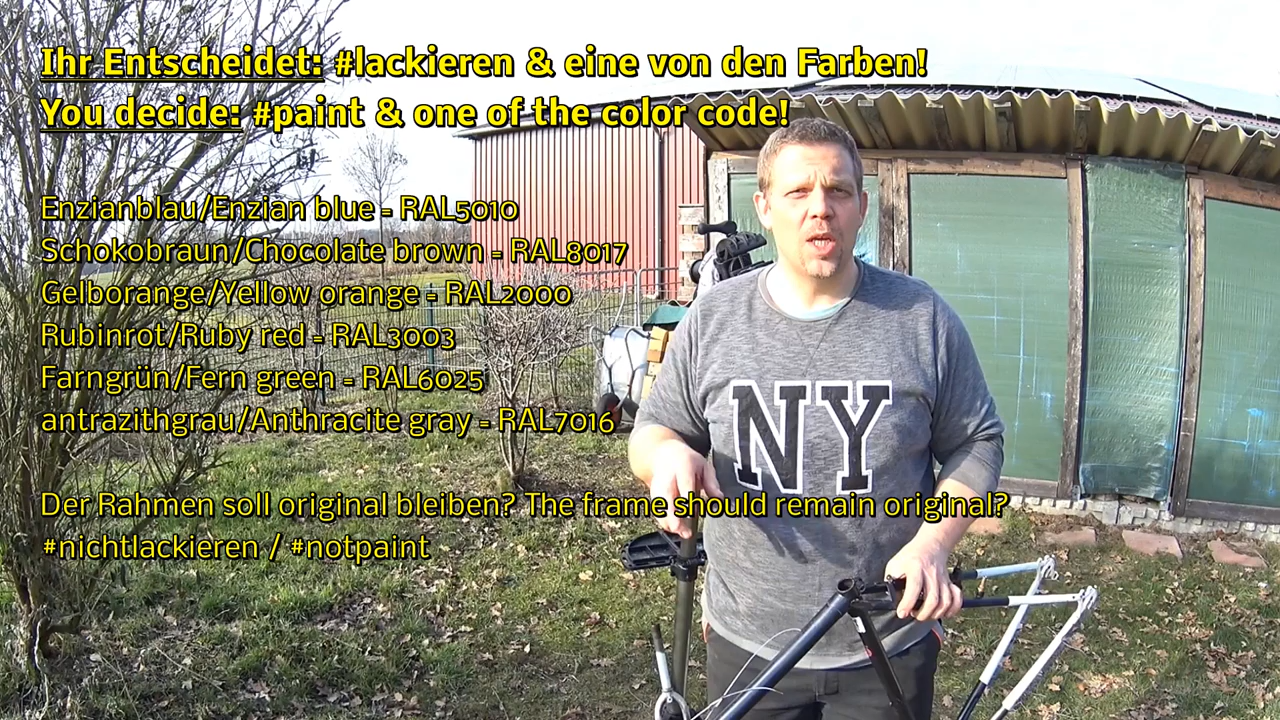 Ihr Entscheidet: #lackieren & eine von den Farben!
You decide: #paint & one of the color code!
Enzianblau/Enzian blue = RAL5010
Schokobraun/Chocolate brown = RAL8017
Gelborange/Yellow orange = RAL2000
Rubinrot/Ruby red = RAL3003
Farngrün/Fern green = RAL6025
antrazithgrau/Anthracite gray = RAL7016
NY
Der Rahmen soll original bleiben? The frame should remain original?
#nichtlackieren / #notpaint